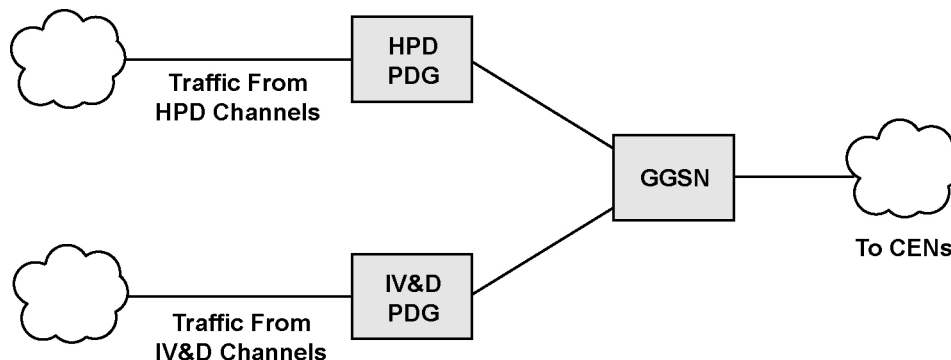 HPD
PDG
Traffic From
HPD Channels
GGSN
To CENs
IV&D
PDG
Traffic From
IV&D Channels